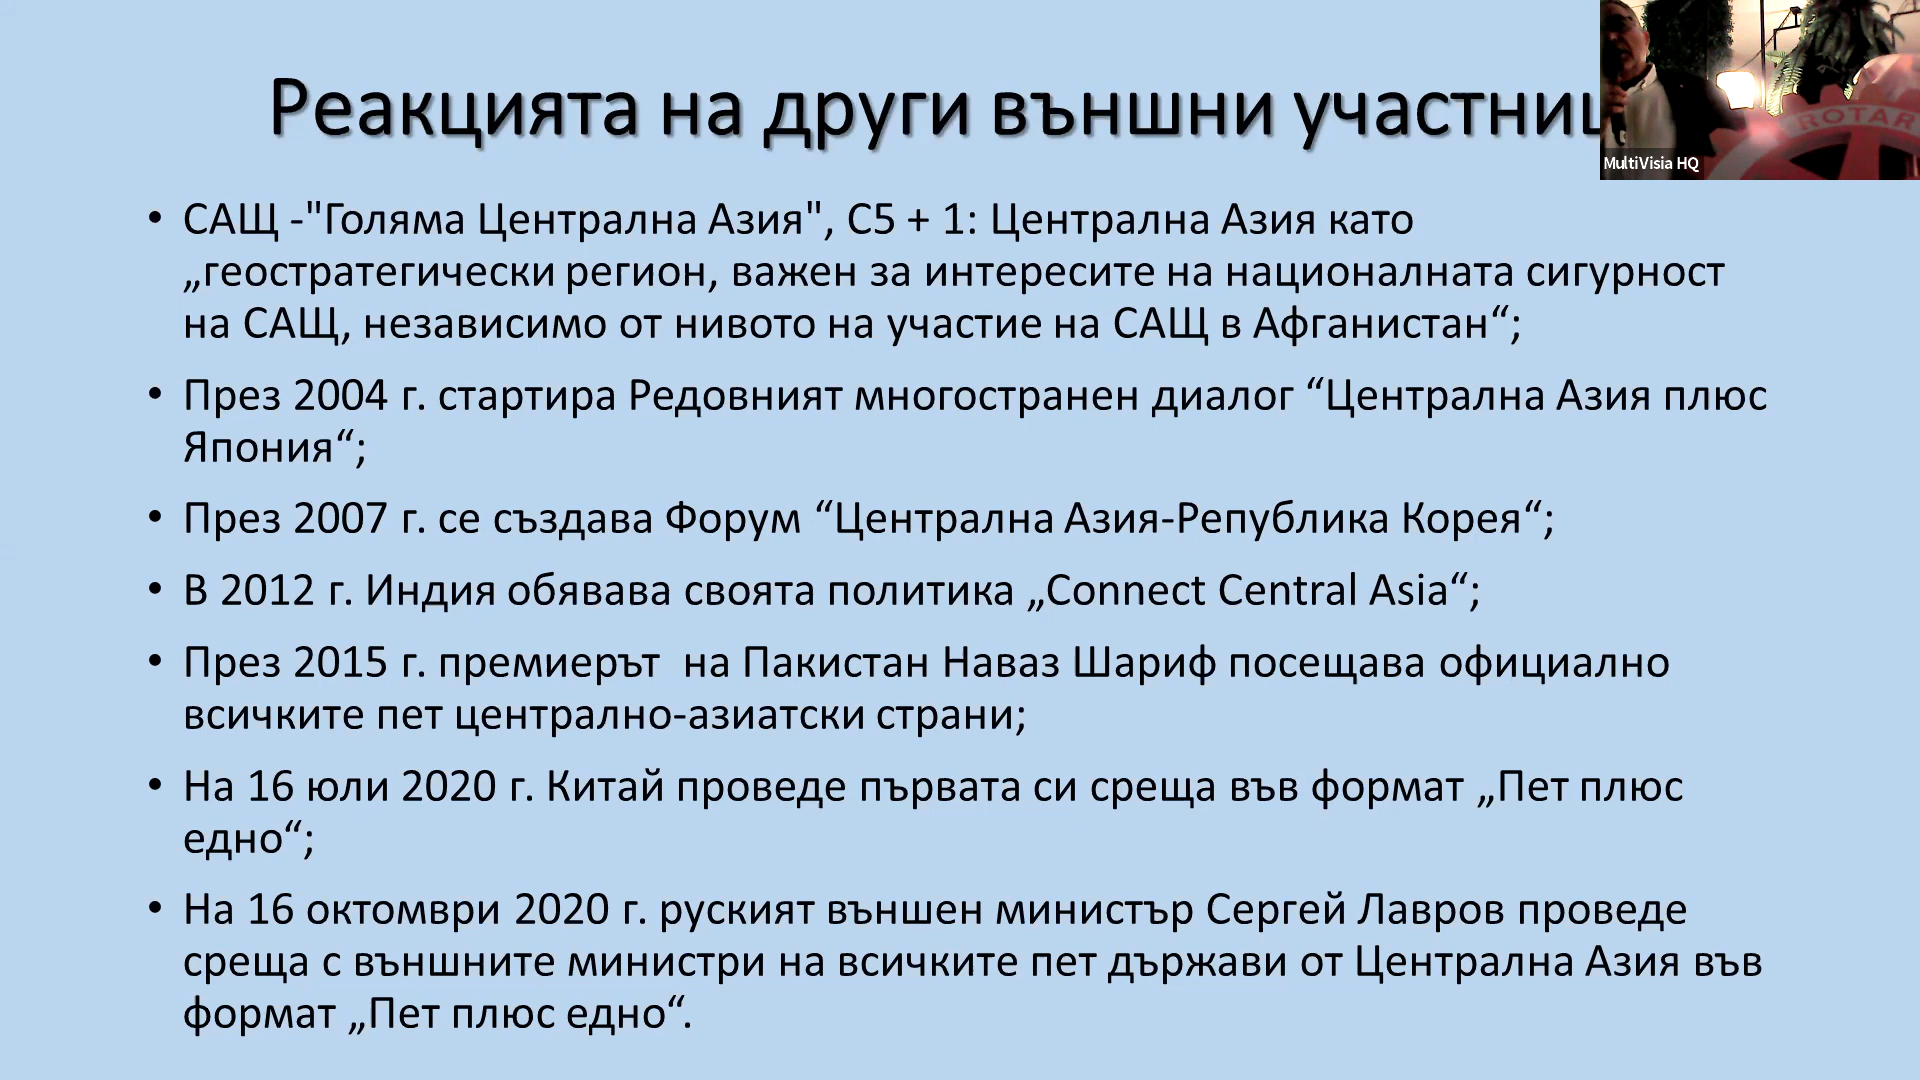 Реакцията на други външни
MultiVisia HQ
ROTAR
• САЩ -"Голяма Централна Азия", С5 + 1: Централна Азия като
„геостратегически регион, важен за интересите на националната сигурност
на САЩ, независимо от нивото на участие на САЩ в Афганистан“;
• През 2004 г. стартира Редовният многостранен диалог “Централна Азия плюс
Япония“;
• През 2007 г. се създава Форум “Централна Азия-Република Корея“;
• В 2012 г. Индия обявава своята политика „Connect Central Asia“;
• През 2015 г. премиерът  на Пакистан Наваз Шариф посещава официално
всичките пет централно-азиатски страни;
• На 16 юли 2020 г. Китай проведе първата си среща във формат „Пет плюс
едно“;
• На 16 октомври 2020 г. руският външен министър Сергей Лавров проведе
среща с външните министри на всичките пет държави от Централна Азия във
формат „Пет плюс едно“.